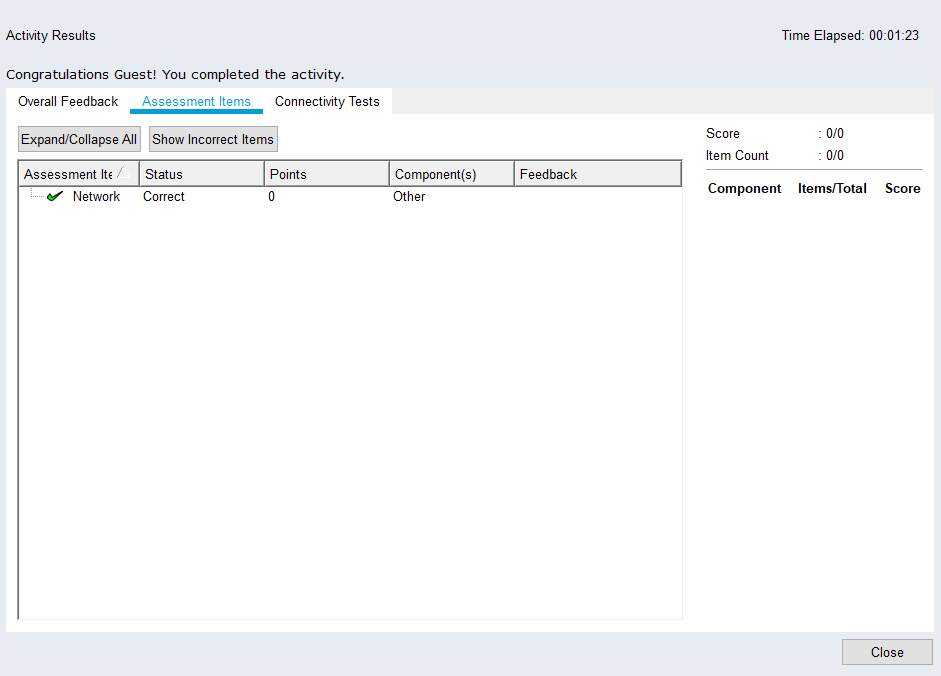 Activity Results
Time Elapsed: 00:01:23
Congratulations Guest! You completed the activity.
Overall Feedback Assessment Items Connectivity Tests
Expand/Collapse All Show Incorrect Items
Score : 0/0
Item Count : 0/0
Component Items/Total Score
Assessment Ite Status Points Component(s) Feedback
Network Correct 0 Other
Close